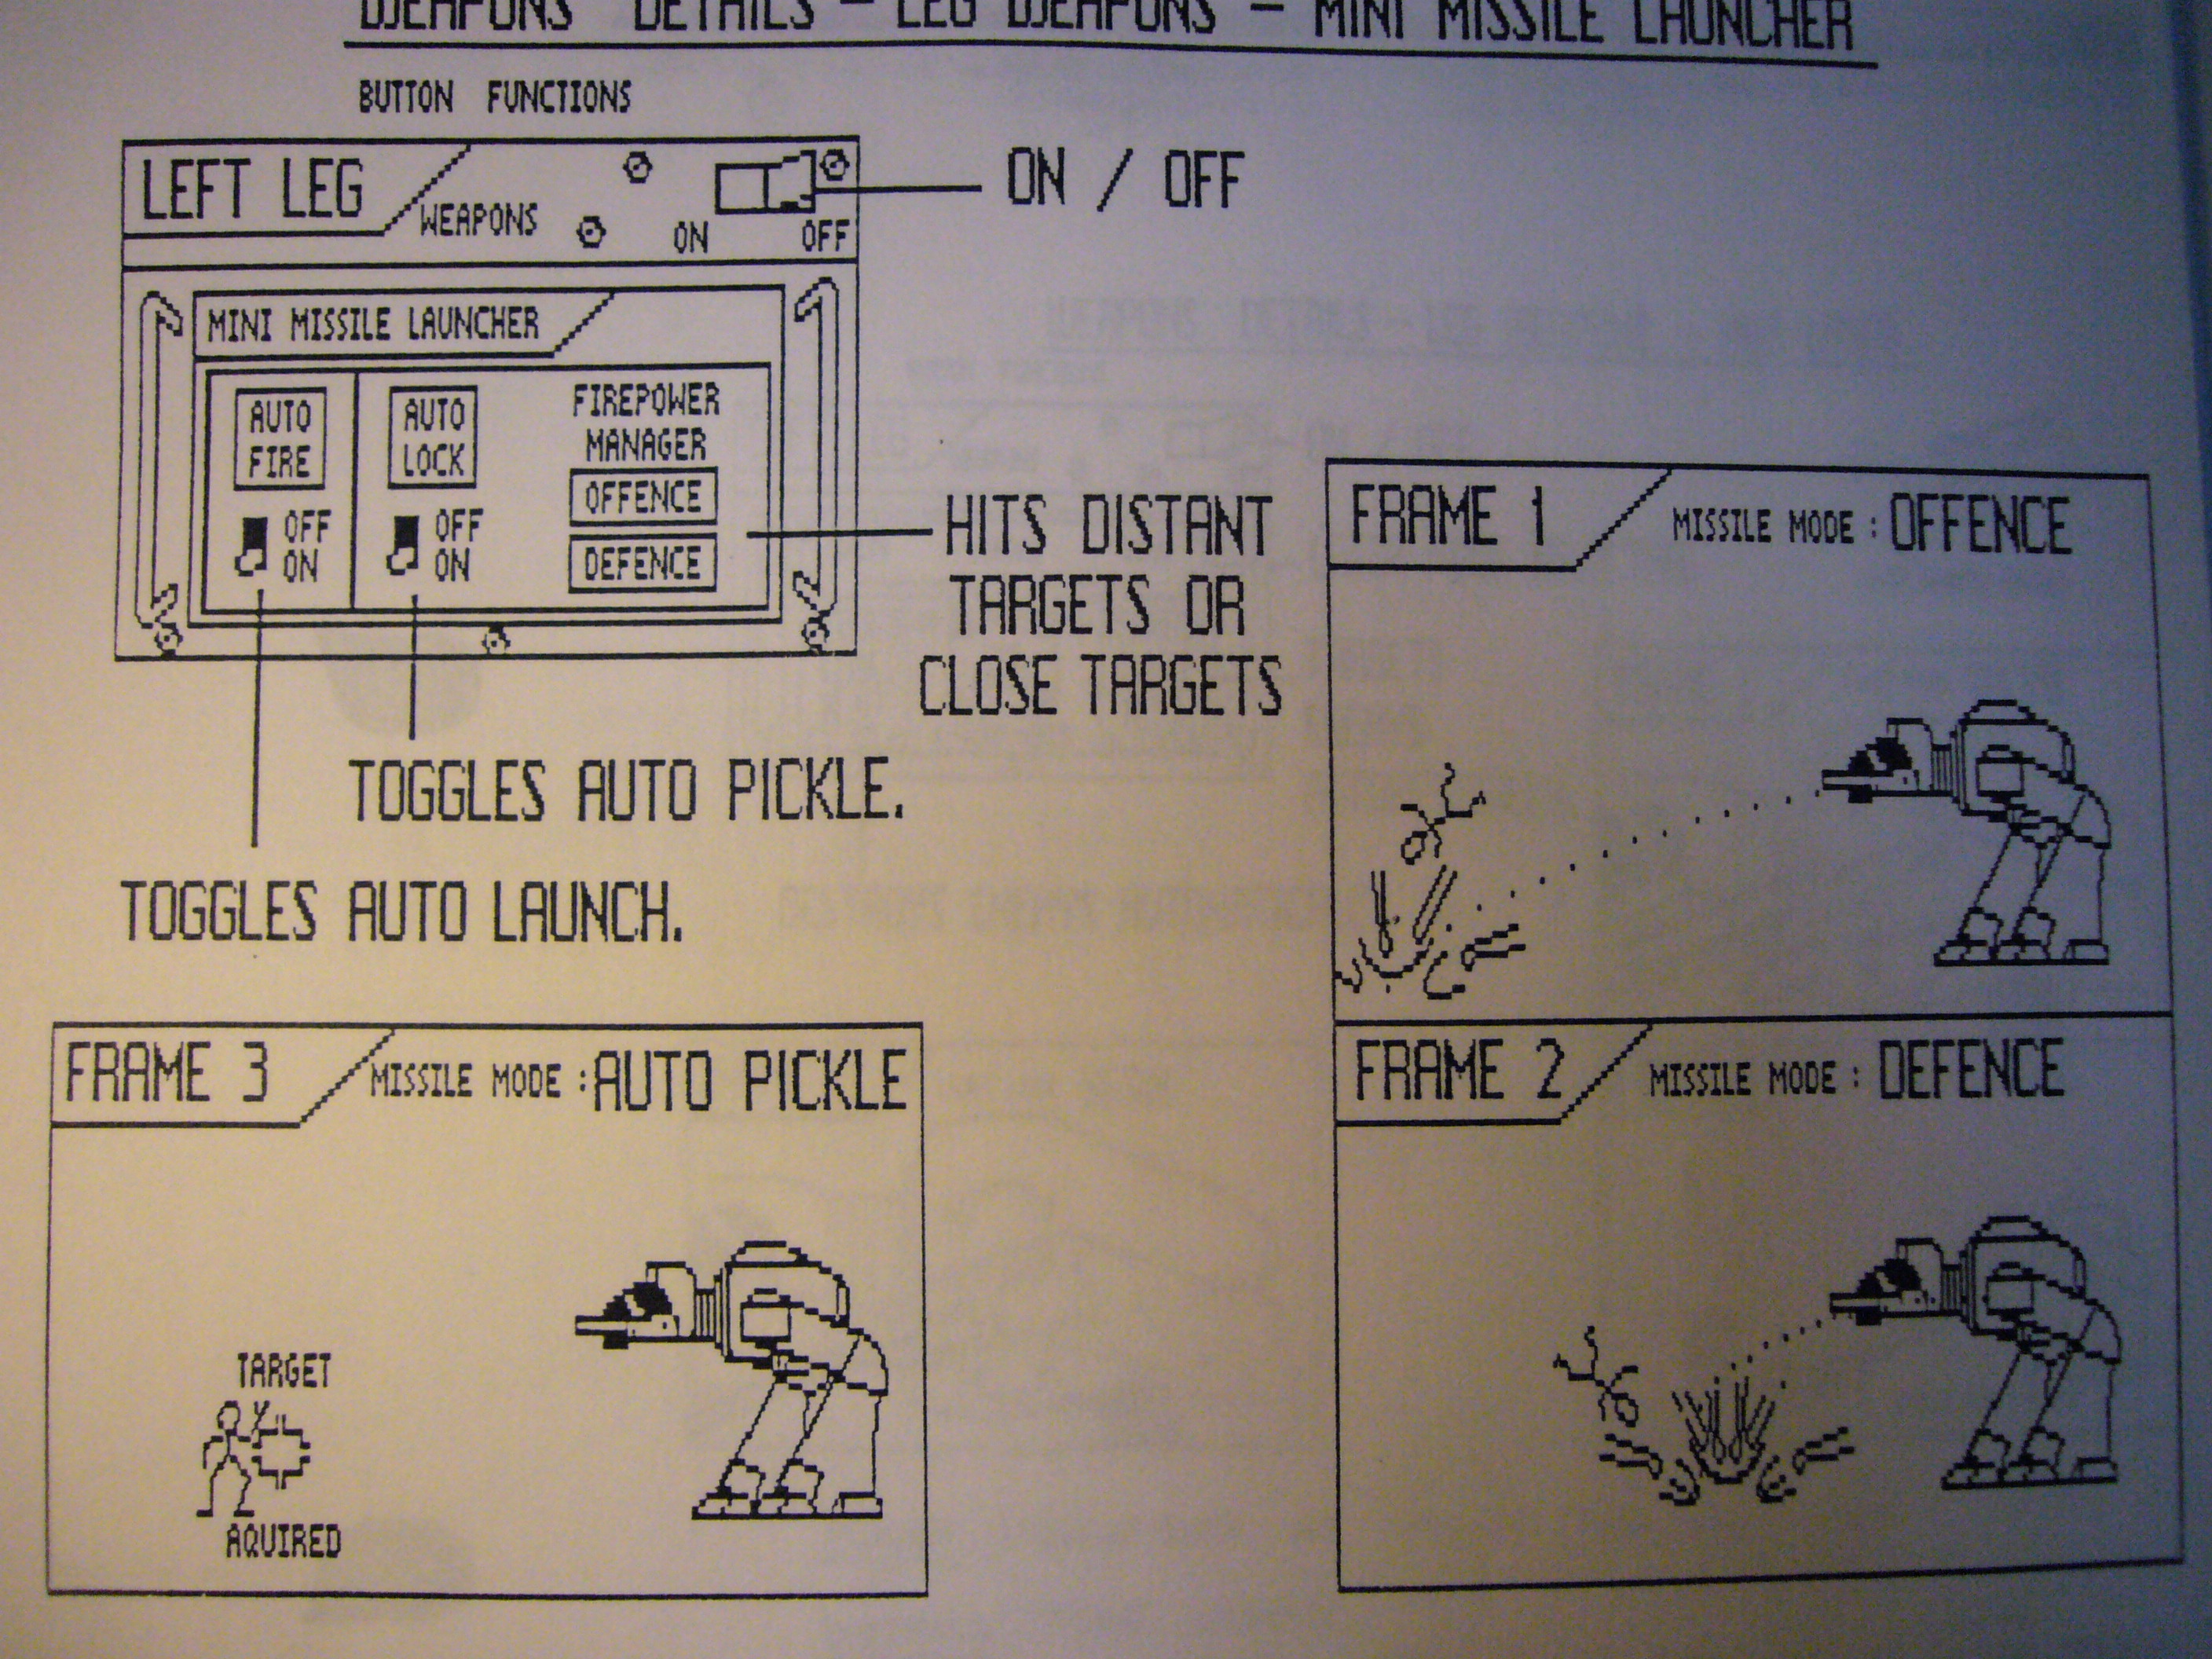 WEAPONS DETAILS - LEG WEAPONS - MINI MISSILE LAUNCHER
BUTTON FUNCTIONS
LEFT LEG
WEAPONS
ON OFF
ON / OFF
MINI MISSILE LAUNCHER
AUTO
FIRE
OFF
ON
AUTO
LOCK
OFF
ON
FIREPOWER
MANAGER
OFFENCE
DEFENCE
HITS DISTANT
TARGETS OR
CLOSE TARGETS
TOGGLES AUTO PICKLE.
TOGGLES AUTO LAUNCH.
FRAME 1 MISSILE MODE : OFFENCE
FRAME 2 MISSILE MODE : DEFENCE
FRAME 3 MISSILE MODE : AUTO PICKLE
TARGET
AQUIRED